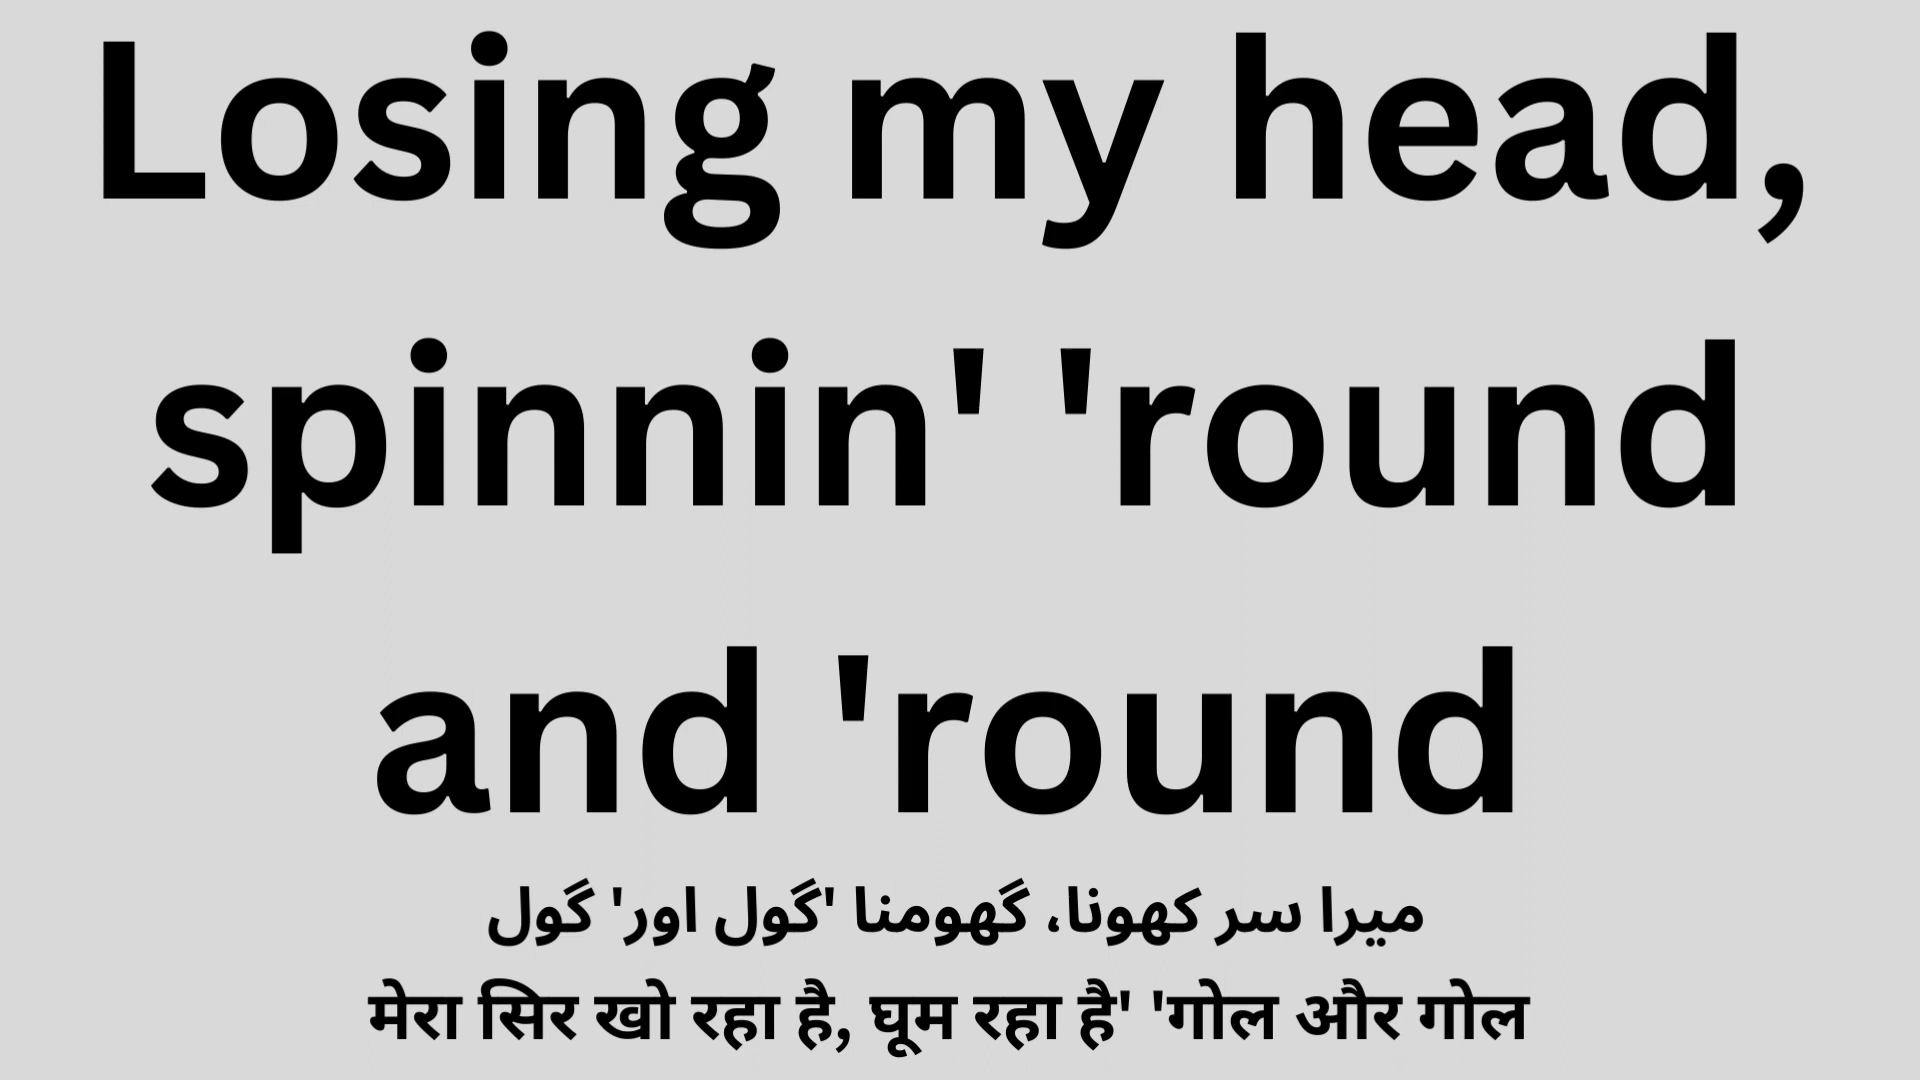 Losing my head,
spinnin' 'round
and 'round
میرا سر کھونا، گھومنا 'گول اور' گول
मेरा सिर खो रहा है, घूम रहा है' 'गोल और गोल